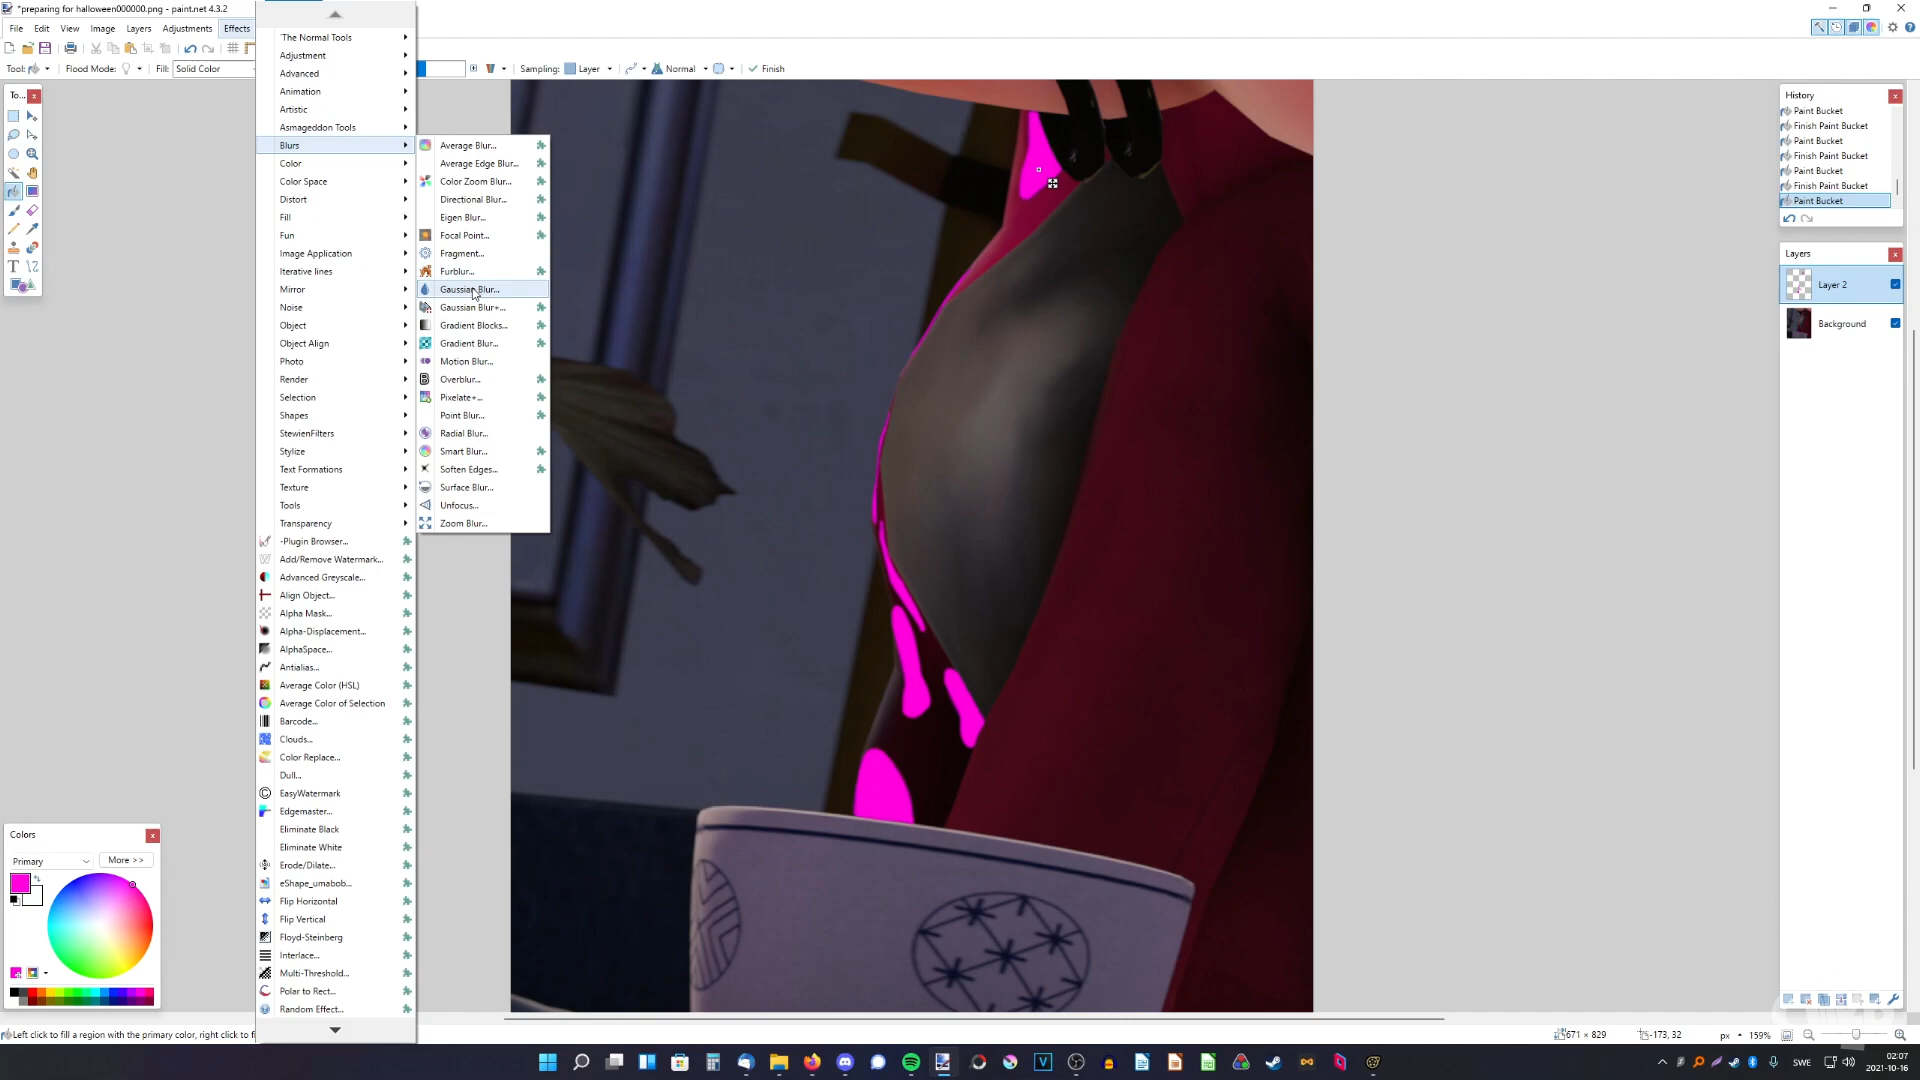 *preparing for halloween000000.png - paint.net 4.3.2
File Edit View Image Layers Adjustments Effects
Tool: Flood Mode: Fill: Solid Color Sampling: Layer Normal Finish
To...
'The Normal Tools
Adjustment
Advanced
Animation
Artistic
Asmageddon Tools
Blurs
Color
Color Space
Distort
Fill
Fun
Image Application
Iterative lines
Mirror
Noise
Object
Object Align
Photo
Render
Selection
Shapes
StewienFilters
Stylize
Text Formations
Texture
Tools
Transparency
-Plugin Browser...
Add/Remove Watermark...
Advanced Greyscale...
Align Object...
Alpha Mask...
Alpha-Displacement...
AlphaSpace...
Antialias...
Average Color (HSL)
Average Color of Selection
Barcode...
Clouds...
Color Replace...
Dull...
EasyWatermark
Edgemaster...
Eliminate Black
Eliminate White
Erode/Dilate...
eShape_umabob...
Flip Horizontal
Flip Vertical
Floyd-Steinberg
Interlace...
Multi-Threshold...
Polar to Rect...
Random Effect...
Average Blur...
Average Edge Blur...
Color Zoom Blur...
Directional Blur...
Eigen Blur...
Focal Point...
Fragment...
Furblur...
Gaussian Blur...
Gaussian Blur+...
Gradient Blocks...
Gradient Blur...
Motion Blur...
Overblur...
Pixelate+...
Point Blur...
Radial Blur...
Smart Blur...
Soften Edges...
Surface Blur...
Unfocus...
Zoom Blur...
History
Paint Bucket
Finish Paint Bucket
Paint Bucket
Finish Paint Bucket
Paint Bucket
Finish Paint Bucket
Paint Bucket
Layers
Layer 2
Background
Colors
Primary More >>
Left click to fill a region with the primary color, right click to fi
671 × 829 -173, 32 px 159%
SWE 02:07
2021-10-16